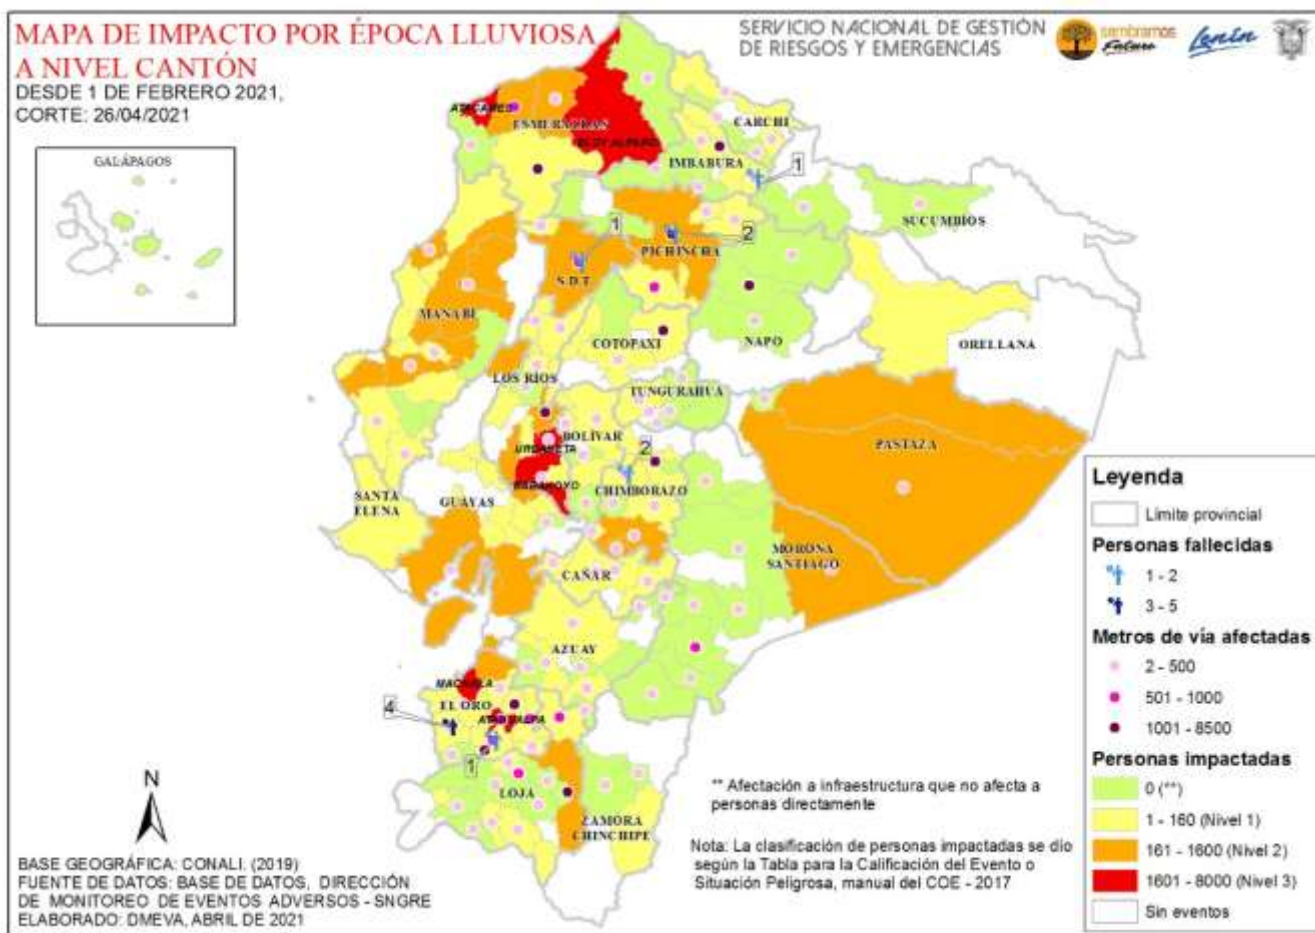 MAPA DE IMPACTO POR ÉPOCA LLUVIOSA
A NIVEL CANTÓN
DESDE 1 DE FEBRERO 2021,
CORTE: 26/04/2021
SERVICIO NACIONAL DE GESTIÓN
DE RIESGOS Y EMERGENCIAS
sembramos
Futuro
Lenín
GALÁPAGOS
ATACAMES
ESMERALDAS
ELOY ALFARO
CARCHI
IMBABURA
1
SUCUMBÍOS
1
2
PICHINCHA
S.D.T.
MANABÍ
COTOPAXI
NAPO
ORELLANA
LOS RÍOS
TUNGURAHUA
BOLÍVAR
URDANETA
2
PASTAZA
BABAHOYO
CHIMBORAZO
SANTA
ELENA
GUAYAS
MORONA
SANTIAGO
CAÑAR
AZUAY
MACHALA
EL ORO
4
ATAHUALPA
1
LOJA
ZAMORA
CHINCHIPE
Leyenda
Límite provincial
Personas fallecidas
1 - 2
3 - 5
Metros de vía afectadas
2 - 500
501 - 1000
1001 - 8500
Personas impactadas
0 (**)
1 - 160 (Nivel 1)
161 - 1600 (Nivel 2)
1601 - 8000 (Nivel 3)
Sin eventos
** Afectación a infraestructura que no afecta a
personas directamente
Nota: La clasificación de personas impactadas se dio
según la Tabla para la Calificación del Evento o
Situación Peligrosa, manual del COE - 2017
N
BASE GEOGRÁFICA: CONALI. (2019)
FUENTE DE DATOS: BASE DE DATOS, DIRECCIÓN
DE MONITOREO DE EVENTOS ADVERSOS - SNGRE
ELABORADO: DMEVA, ABRIL DE 2021